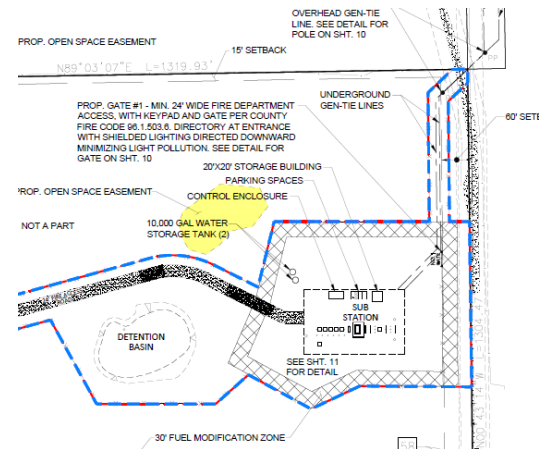 OVERHEAD GEN-TIE
LINE. SEE DETAIL FOR
POLE ON SHT. 10
PROP. OPEN SPACE EASEMENT
15' SETBACK
N89°03'07"E L=1319.93'
PP
PROP. GATE #1 - MIN. 24' WIDE FIRE DEPARTMENT
ACCESS, WITH KEYPAD AND GATE PER COUNTY
FIRE CODE 96.1.503.6. DIRECTORY AT ENTRANCE
WITH SHIELDED LIGHTING DIRECTED DOWNWARD
MINIMIZING LIGHT POLLUTION. SEE DETAIL FOR
GATE ON SHT. 10
UNDERGROUND
GEN-TIE LINES
60' SETB
20'X20' STORAGE BUILDING
PARKING SPACES
PROP. OPEN SPACE EASEMENT
CONTROL ENCLOSURE
NOT A PART
10,000 GAL WATER
STORAGE TANK (2)
SUB
STATION
DETENTION
BASIN
SEE SHT. 11
FOR DETAIL
30' FUEL MODIFICATION ZONE